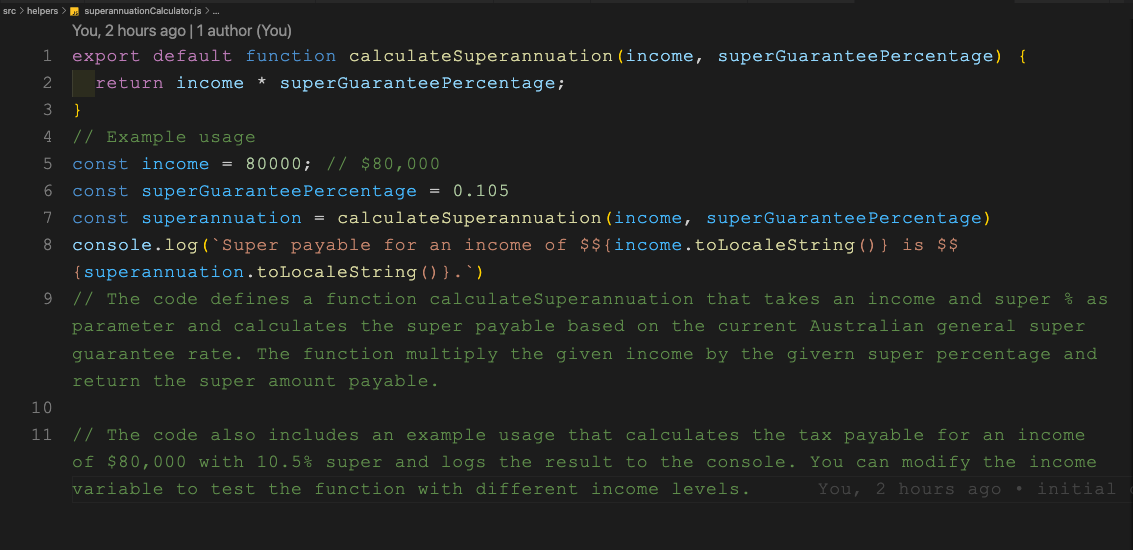 src > helpers > JS superannuationCalculator.js > ...
You, 2 hours ago | 1 author (You)
1 export default function calculateSuperannuation(income, superGuaranteePercentage) {
2 return income * superGuaranteePercentage;
3 }
4 // Example usage
5 const income = 80000; // $80,000
6 const superGuaranteePercentage = 0.105
7 const superannuation = calculateSuperannuation(income, superGuaranteePercentage)
8 console.log(`Super payable for an income of $${income.toLocaleString()} is $$
{superannuation.toLocaleString()}.`)
9 // The code defines a function calculateSuperannuation that takes an income and super % as
parameter and calculates the super payable based on the current Australian general super
guarantee rate. The function multiply the given income by the givern super percentage and
return the super amount payable.
10
11 // The code also includes an example usage that calculates the tax payable for an income
of $80,000 with 10.5% super and logs the result to the console. You can modify the income
variable to test the function with different income levels. You, 2 hours ago • initial